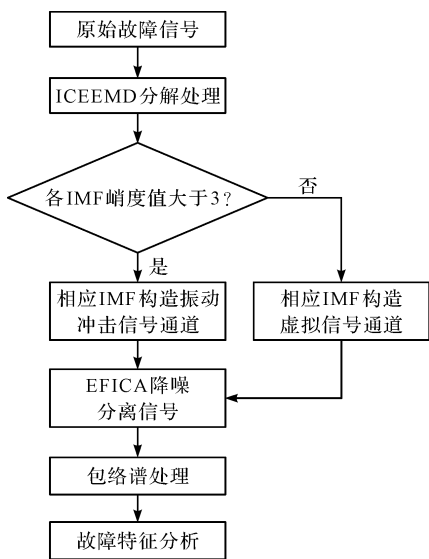 原始故障信号
ICEEMD分解处理
各IMF峭度值大于3?
否
是
相应IMF构造振动
冲击信号通道
相应IMF构造
虚拟信号通道
EFICA降噪
分离信号
包络谱处理
故障特征分析